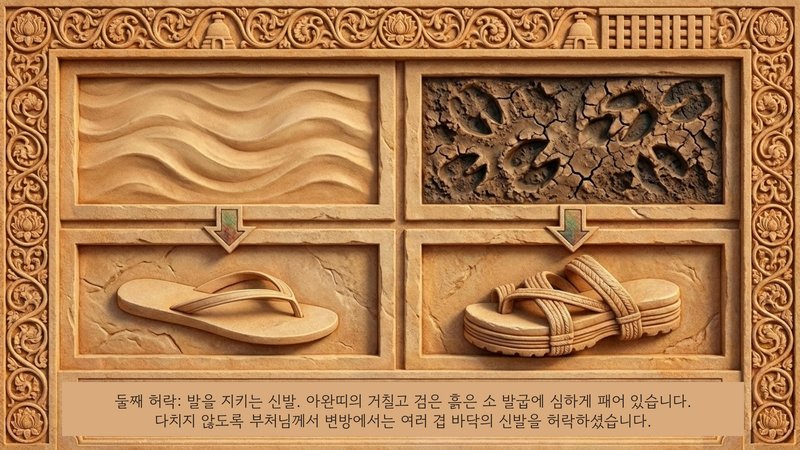 둘째 허락: 발을 지키는 신발. 아완띠의 거칠고 검은 흙은 소 발굽에 심하게 패어 있습니다.
다치지 않도록 부처님께서 변방에서는 여러 겹 바닥의 신발을 허락하셨습니다.